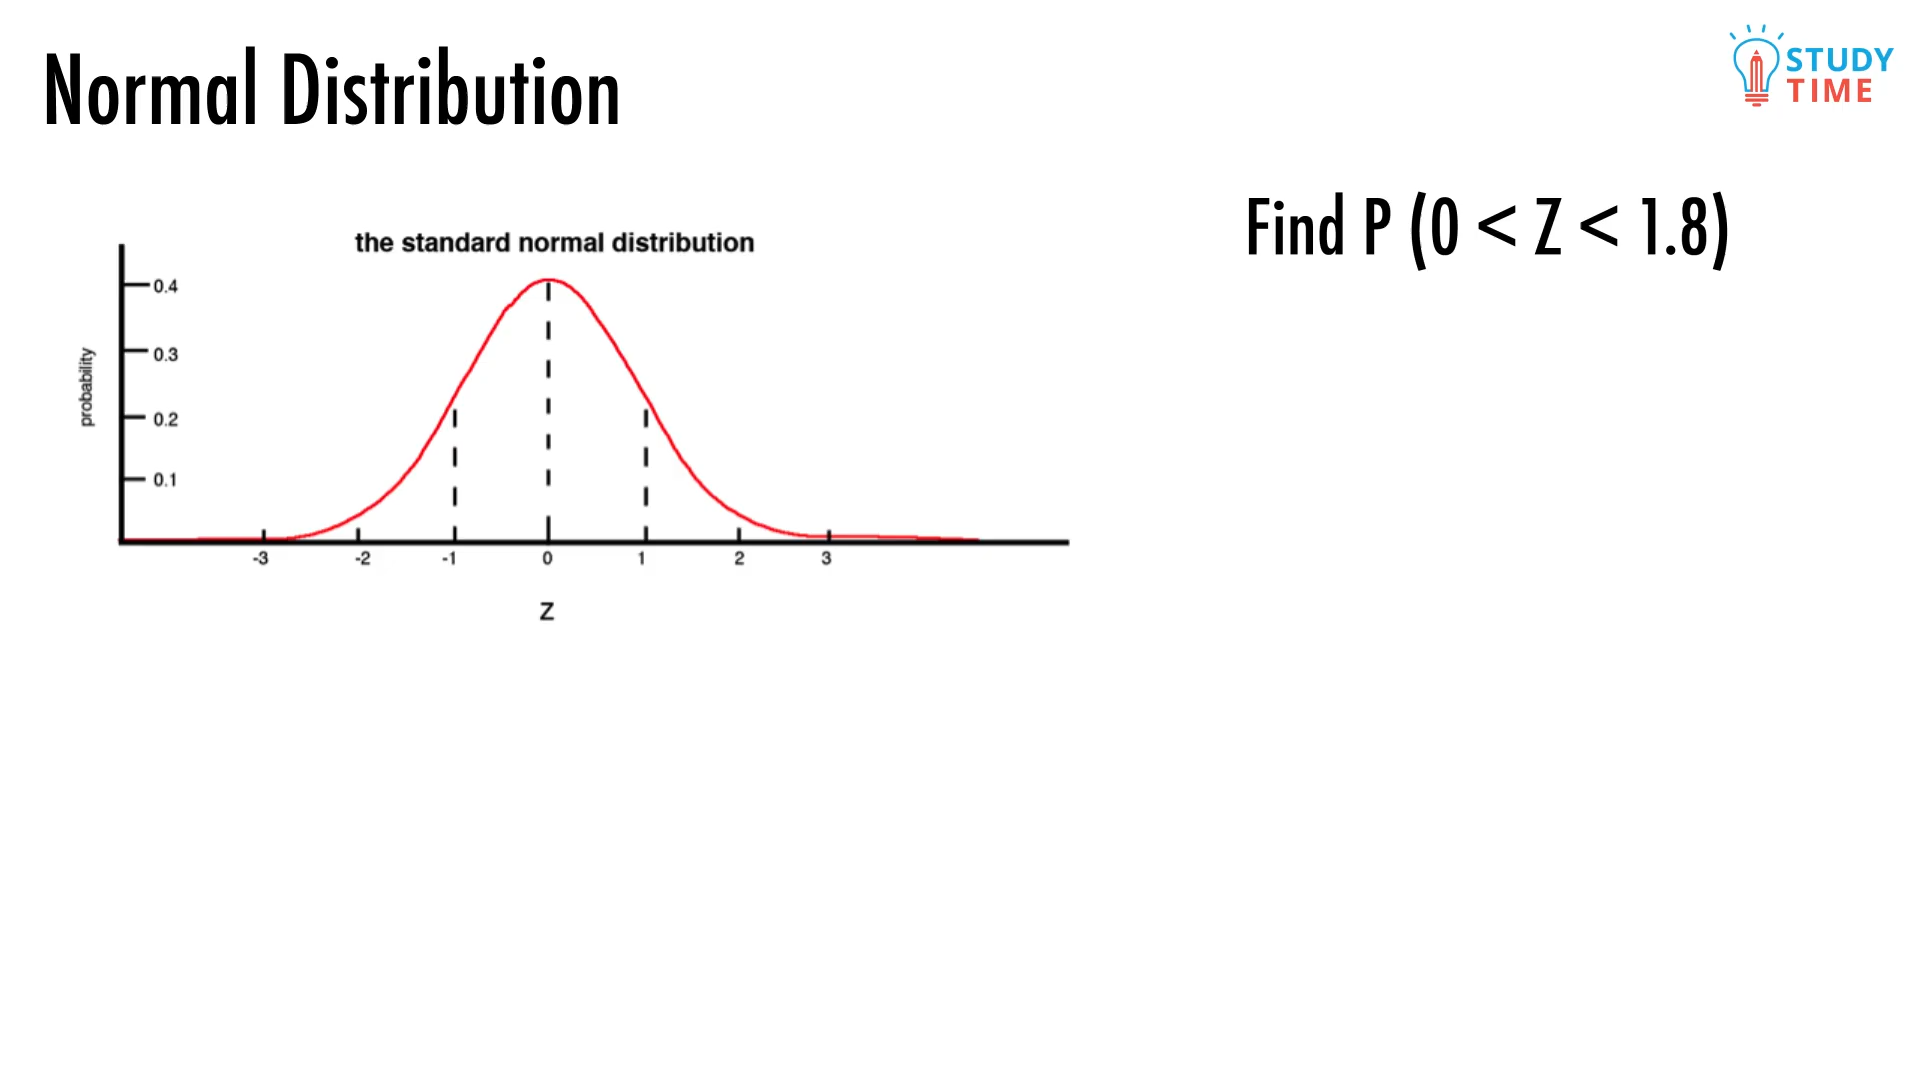 Normal Distribution
STUDY
TIME
Find P (0 < Z < 1.8)
the standard normal distribution
0.4
0.3
0.2
0.1
probability
-3 -2 -1 0 1 2 3
Z